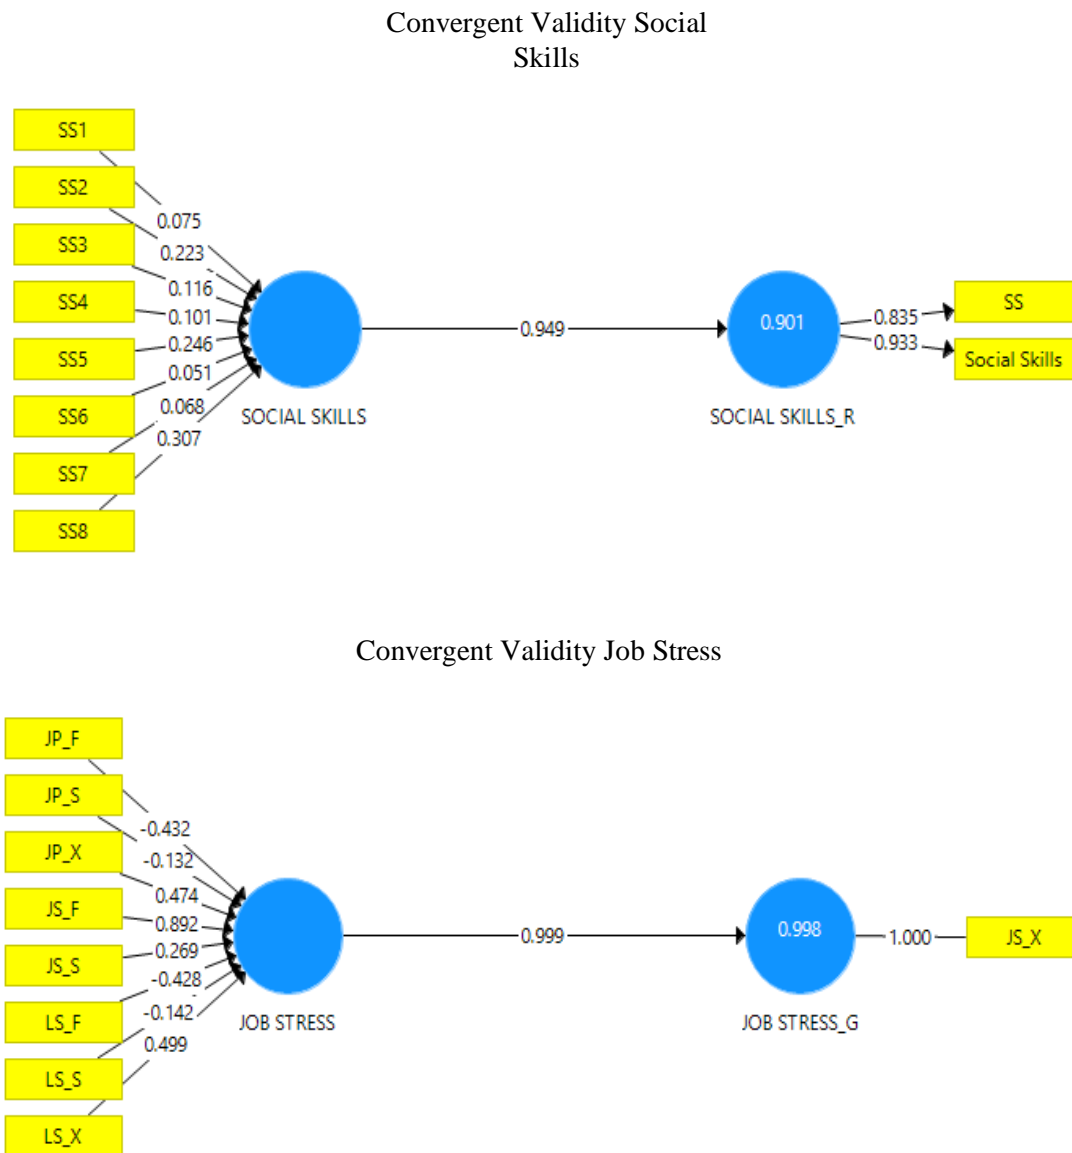 Convergent Validity Social
Skills
SS1
SS2
SS3
SS4
SS5
SS6
SS7
SS8
0.075
0.223
0.116
0.101
0.246
0.051
0.068
0.307
SOCIAL SKILLS
0.949
0.901
SOCIAL SKILLS_R
0.835
0.933
SS
Social Skills
Convergent Validity Job Stress
JP_F
JP_S
JP_X
JS_F
JS_S
LS_F
LS_S
LS_X
-0.432
-0.132
0.474
0.892
0.269
-0.428
-0.142
0.499
JOB STRESS
0.999
0.998
JOB STRESS_G
1.000
JS_X